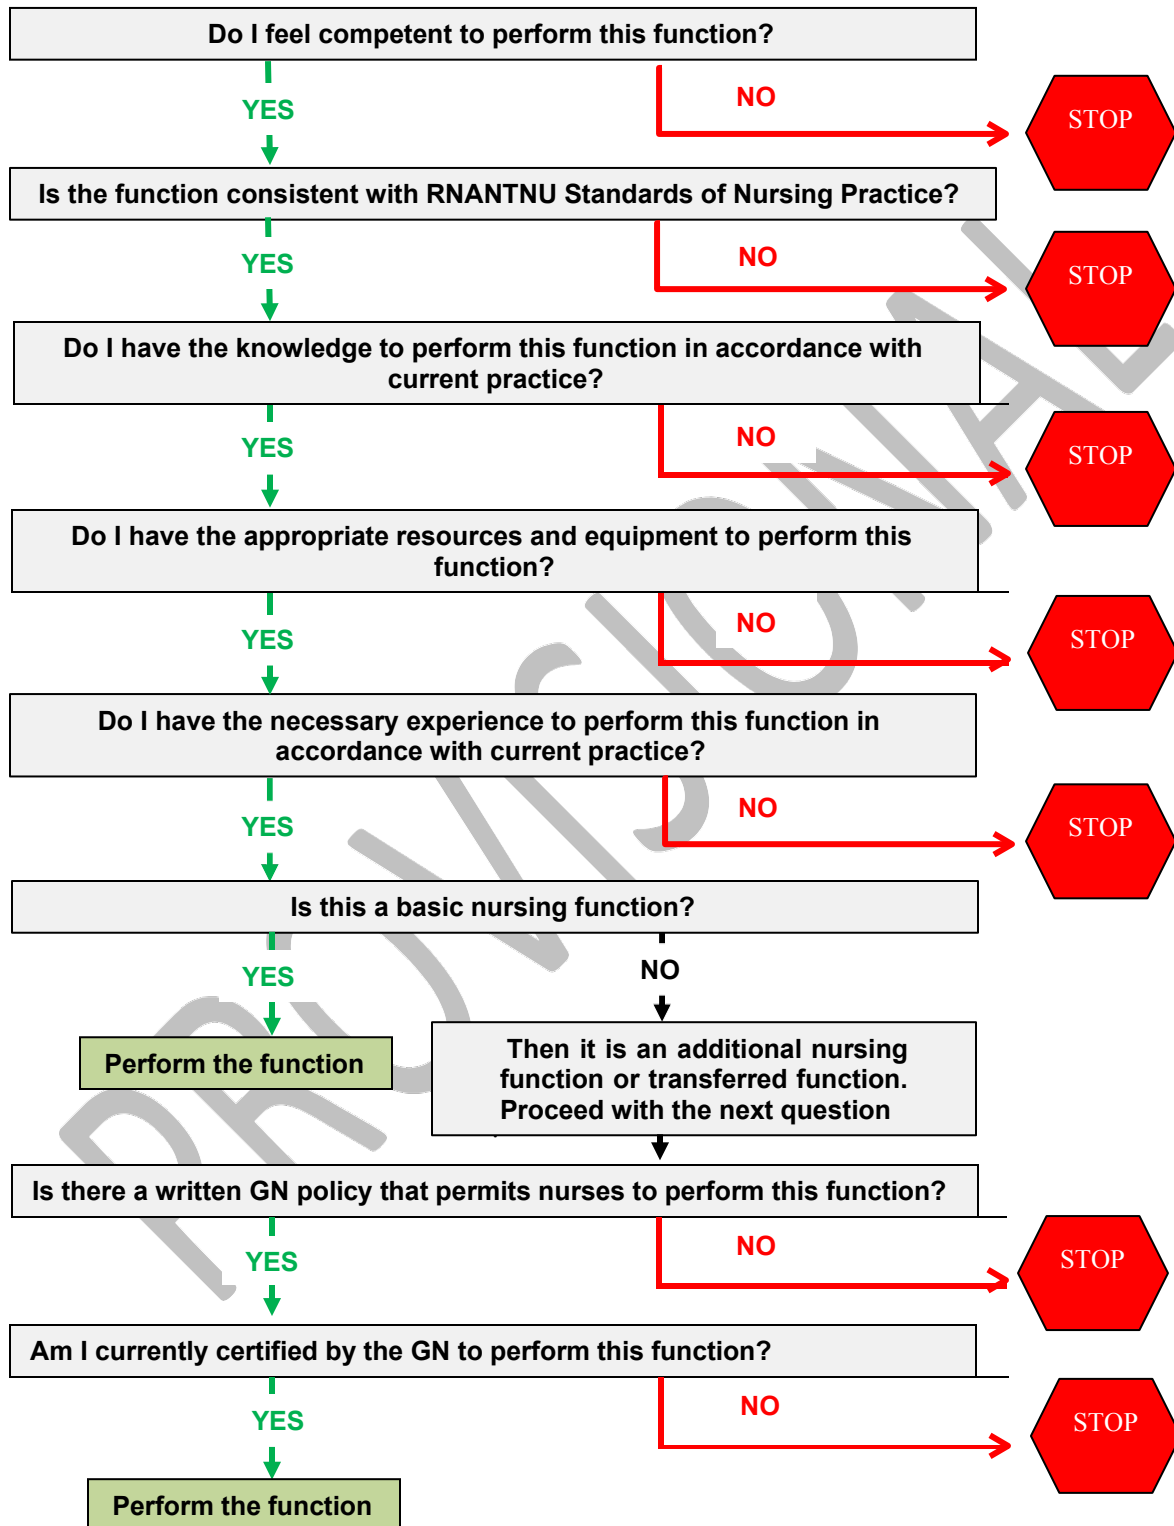 Do I feel competent to perform this function?
YES
NO
STOP
Is the function consistent with RNANTNU Standards of Nursing Practice?
YES
NO
STOP
Do I have the knowledge to perform this function in accordance with
current practice?
YES
NO
STOP
Do I have the appropriate resources and equipment to perform this
function?
YES
NO
STOP
Do I have the necessary experience to perform this function in
accordance with current practice?
YES
NO
STOP
Is this a basic nursing function?
YES
NO
Perform the function
Then it is an additional nursing
function or transferred function.
Proceed with the next question
Is there a written GN policy that permits nurses to perform this function?
YES
NO
STOP
Am I currently certified by the GN to perform this function?
YES
NO
STOP
Perform the function
PROVISIONAL